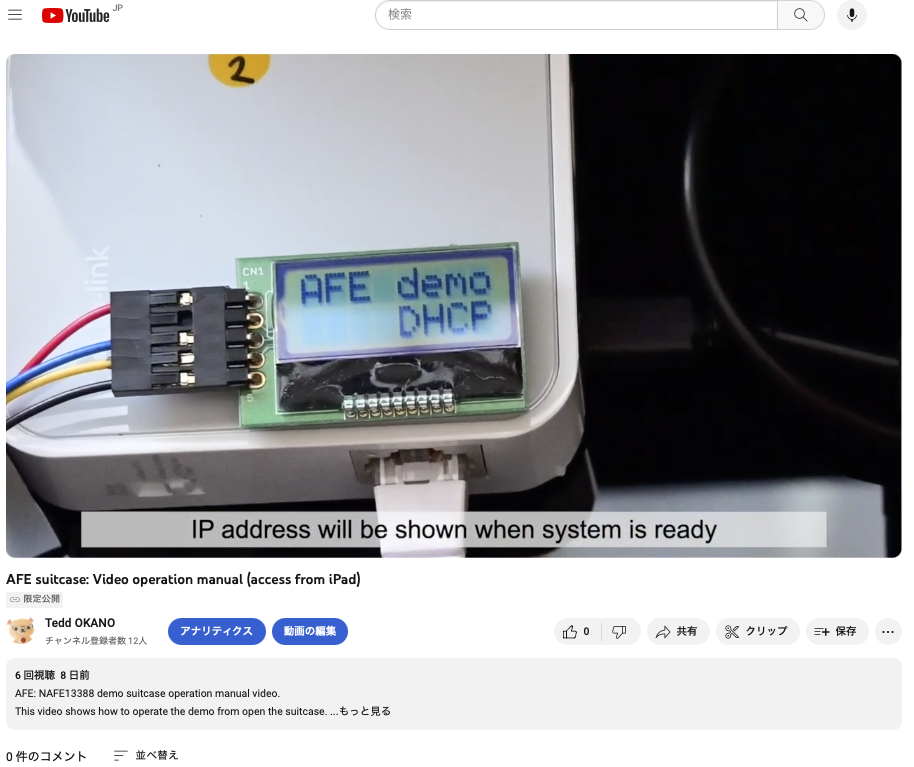 YouTube JP
検索
2
link
CN1
1
AFE demo
DHCP
5
IP address will be shown when system is ready
AFE suitcase: Video operation manual (access from iPad)
限定公開
Tedd OKANO
チャンネル登録者数 12人
アナリティクス
動画の編集
0
共有
クリップ
保存
6 回視聴 8 日前
AFE: NAFE13388 demo suitcase operation manual video.
This video shows how to operate the demo from open the suitcase. ...もっと見る
0 件のコメント
並べ替え